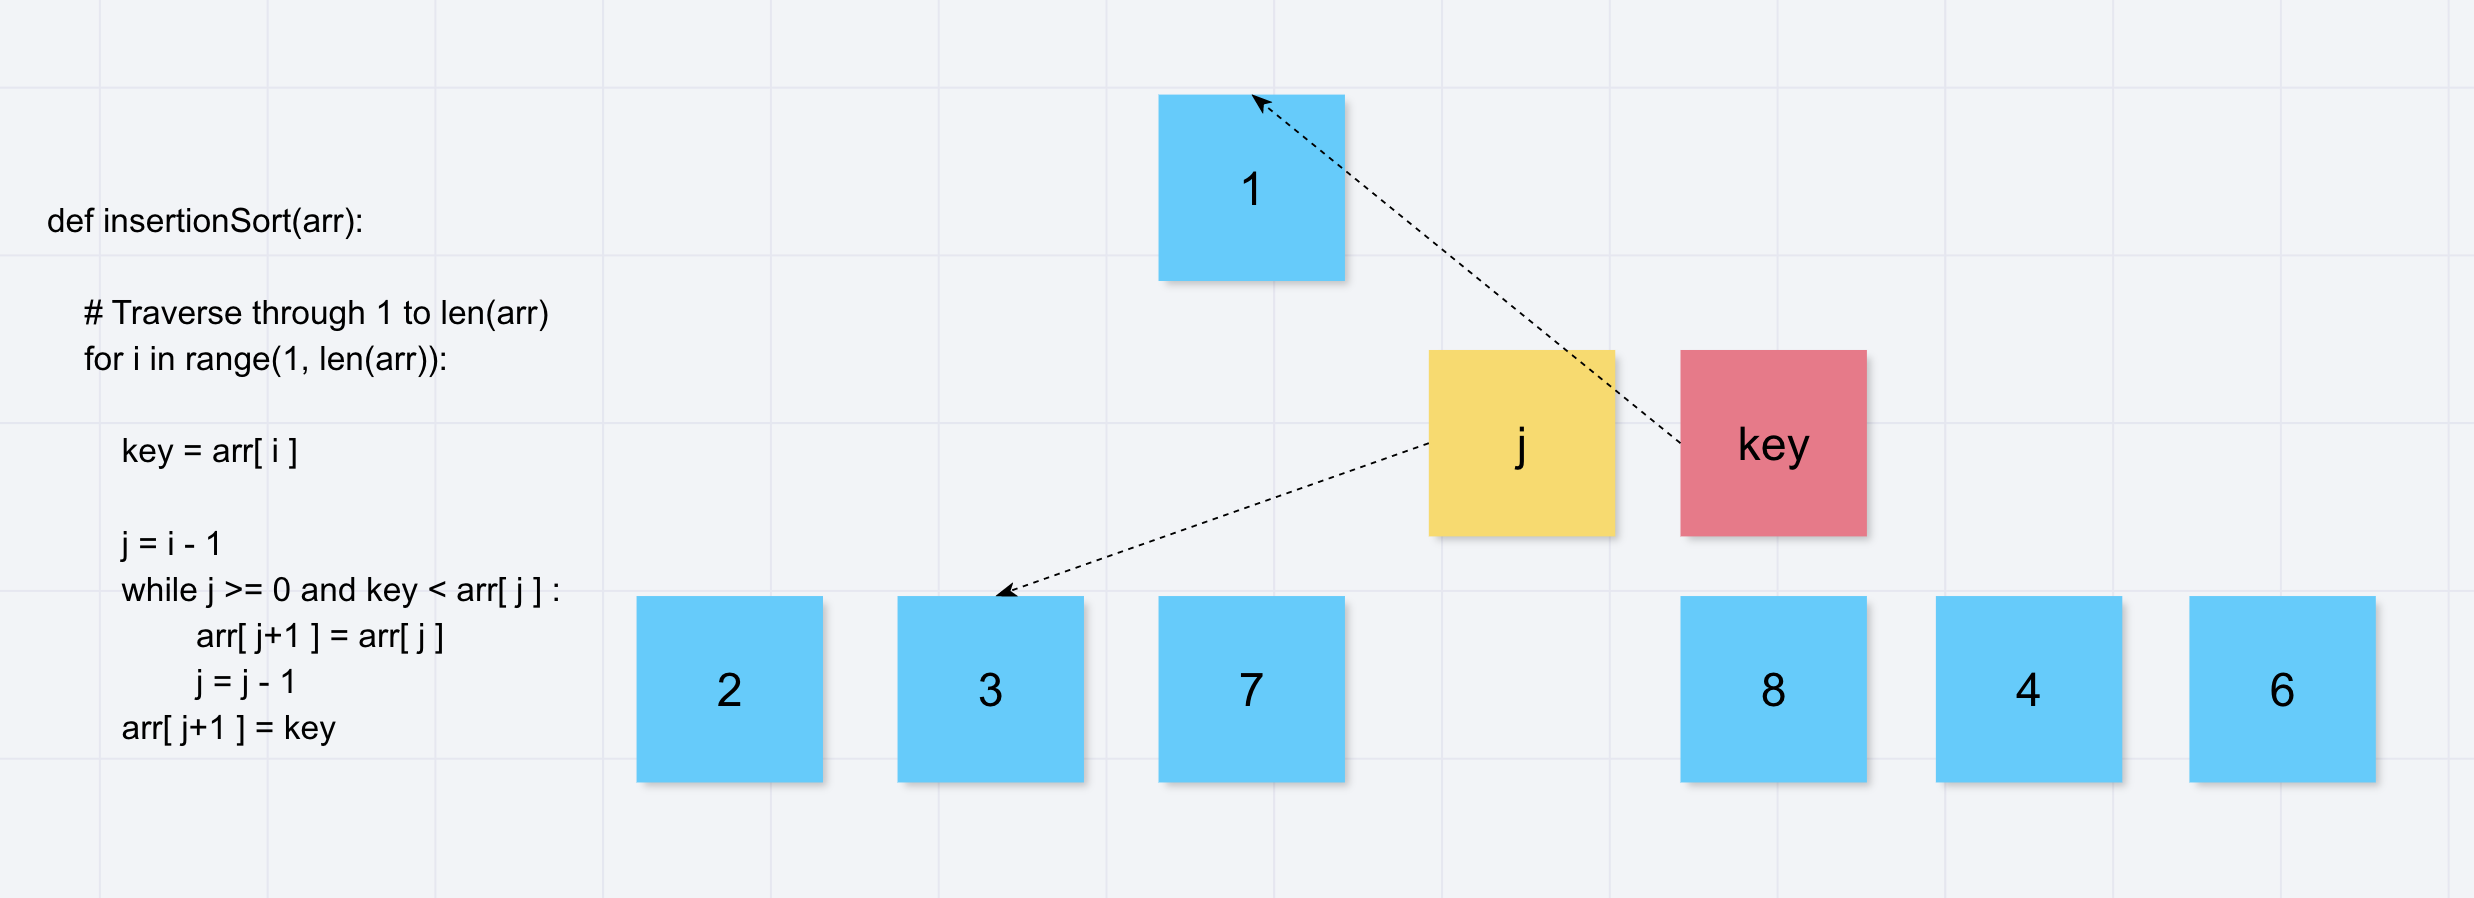 def insertionSort(arr):
# Traverse through 1 to len(arr)
for i in range(1, len(arr)):
key = arr[ i ]
j = i - 1
while j >= 0 and key < arr[ j ] :
arr[ j+1 ] = arr[ j ]
j = j - 1
arr[ j+1 ] = key
1
j key
2 3 7 8 4 6